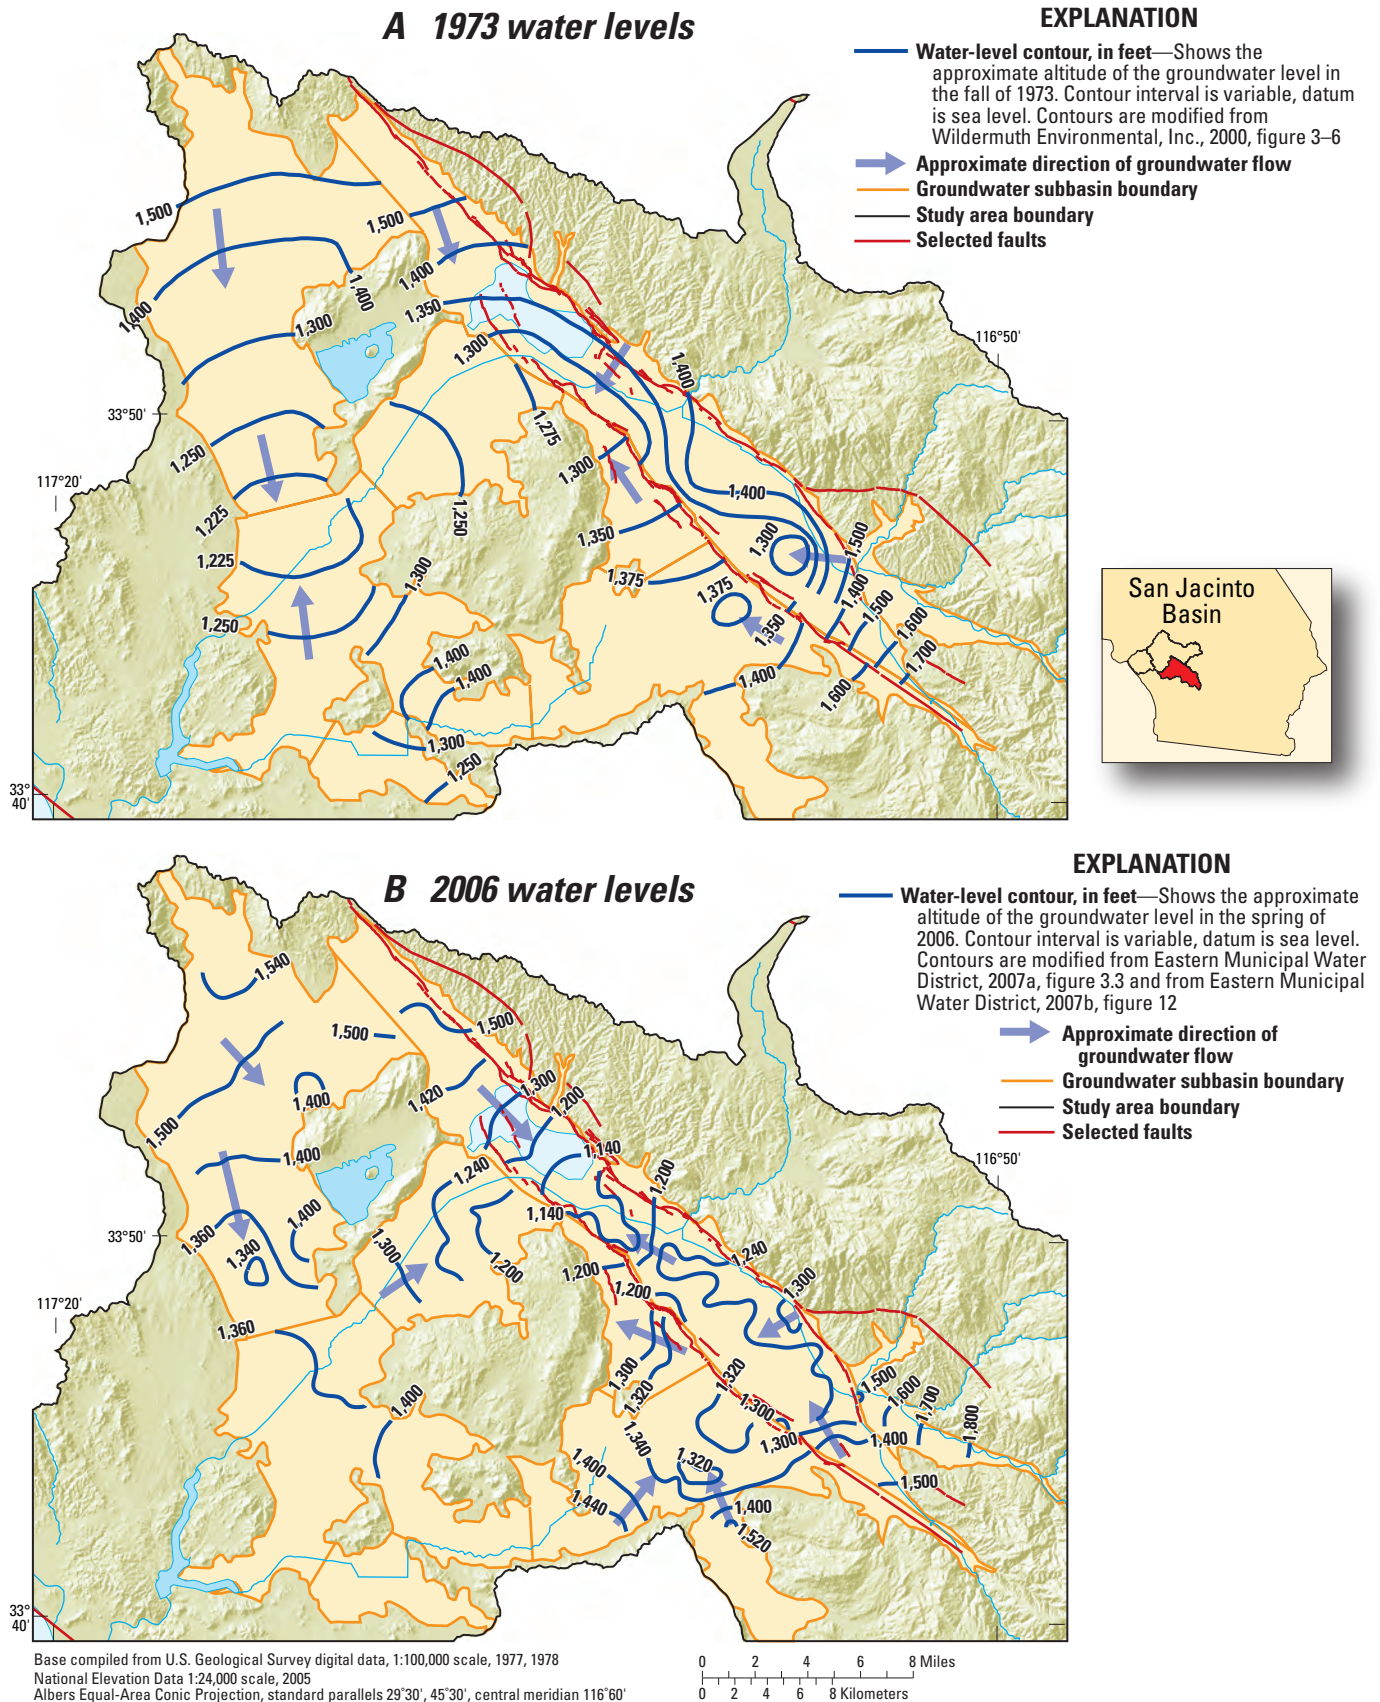 A 1973 water levels
EXPLANATION
Water-level contour, in feet—Shows the
approximate altitude of the groundwater level in
the fall of 1973. Contour interval is variable, datum
is sea level. Contours are modified from
Wildermuth Environmental, Inc., 2000, figure 3–6
Approximate direction of groundwater flow
Groundwater subbasin boundary
Study area boundary
Selected faults
1,500
1,500
1,400
1,400
1,400
1,350
1,300
1,300
116°50'
1,400
33°50'
1,275
1,250
1,300
117°20'
1,400
1,225
1,250
1,300
1,500
1,350
1,225
1,300
1,375
1,375
1,400
1,500
1,250
1,350
1,600
1,400
1,400
1,700
1,400
1,600
1,300
1,250
33°
40'
San Jacinto
Basin
B 2006 water levels
EXPLANATION
Water-level contour, in feet—Shows the approximate
altitude of the groundwater level in the spring of
2006. Contour interval is variable, datum is sea level.
Contours are modified from Eastern Municipal Water
District, 2007a, figure 3.3 and from Eastern Municipal
Water District, 2007b, figure 12
Approximate direction of
groundwater flow
Groundwater subbasin boundary
Study area boundary
Selected faults
1,540
1,500
1,500
1,300
1,400
1,420
1,200
1,500
1,140
1,400
1,240
1,200
116°50'
1,400
1,140
1,360
33°50'
1,340
1,300
1,200
1,240
1,200
1,200
1,300
117°20'
1,360
1,300
1,320
1,320
1,500
1,600
1,400
1,300
1,700
1,800
1,340
1,300
1,400
1,400
1,320
1,500
1,440
1,400
1,520
33°
40'
Base compiled from U.S. Geological Survey digital data, 1:100,000 scale, 1977, 1978
National Elevation Data 1:24,000 scale, 2005
Albers Equal-Area Conic Projection, standard parallels 29°30', 45°30', central meridian 116°60'
0 2 4 6 8 Miles
0 2 4 6 8 Kilometers